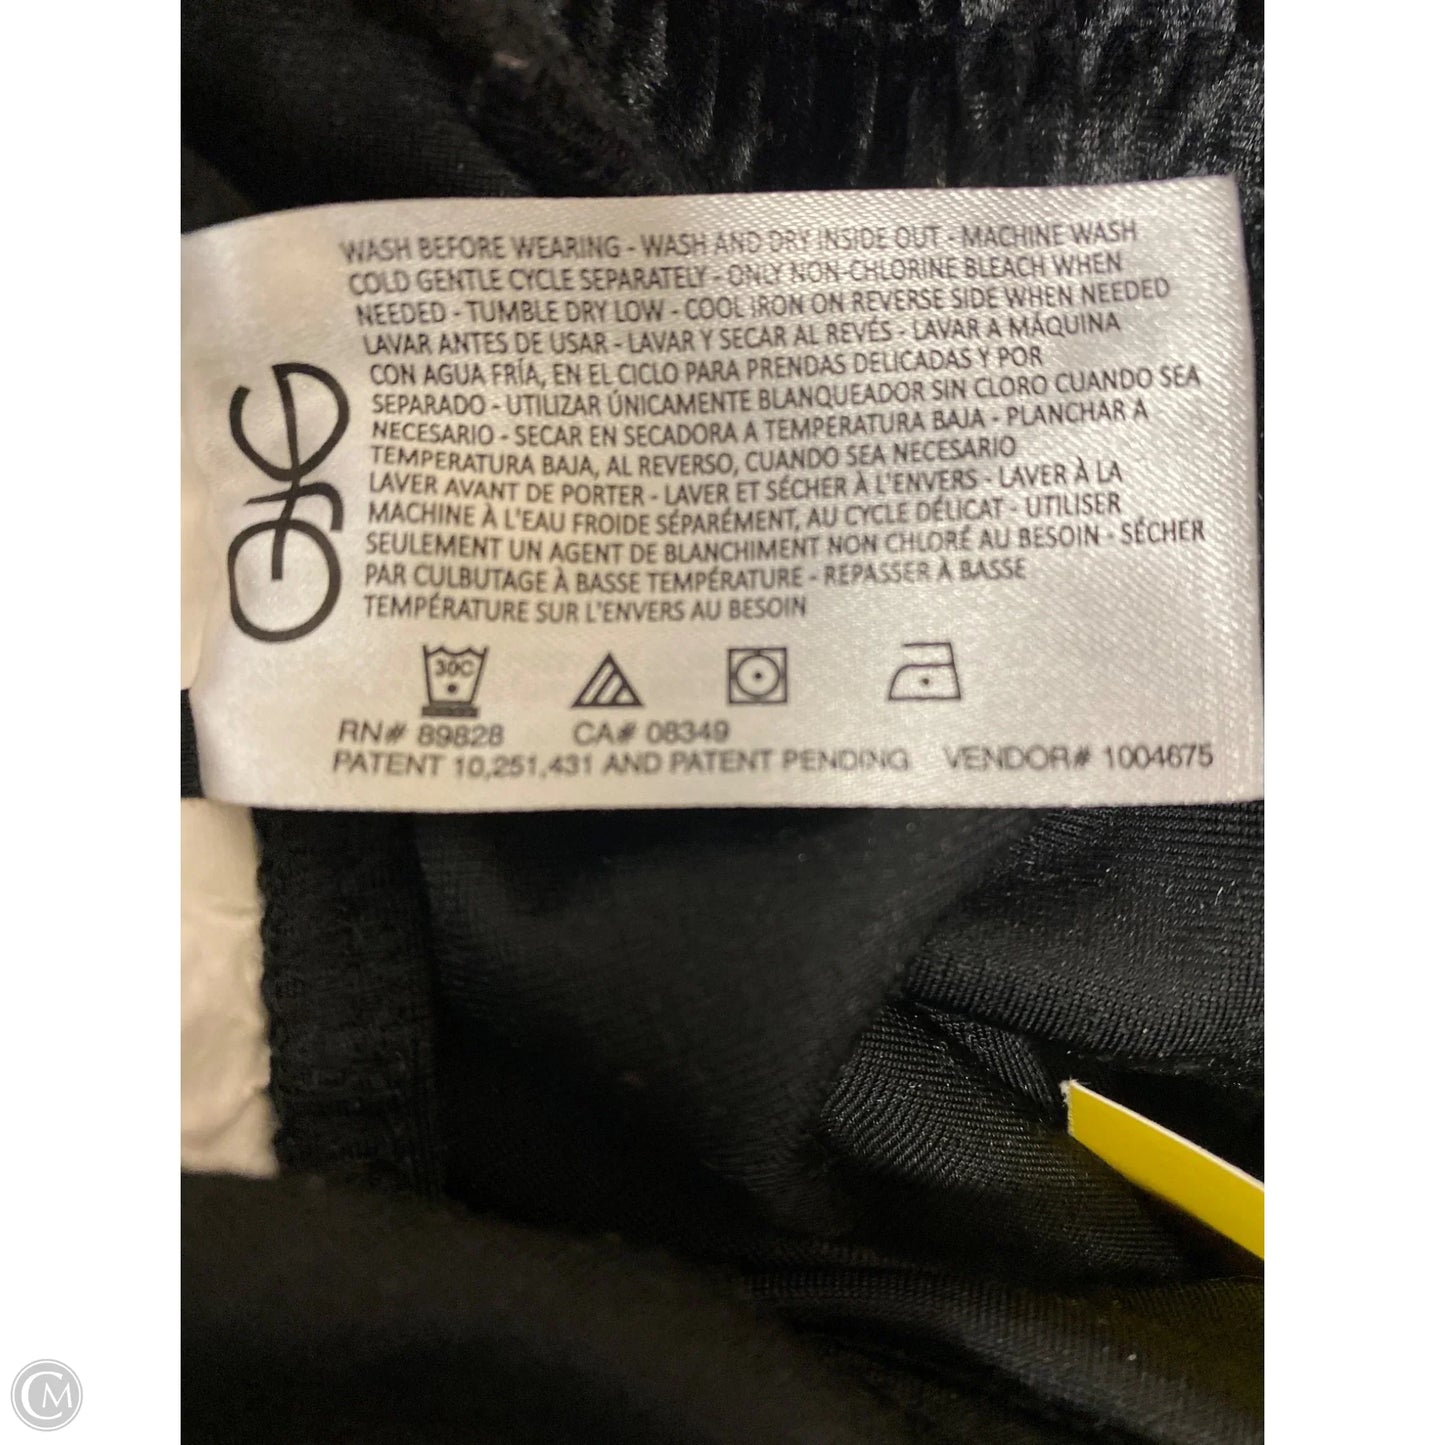 WASH BEFORE WEARING - WASH AND DRY INSIDE OUT - MACHINE WASH
COLD GENTLE CYCLE SEPARATELY - ONLY NON-CHLORINE BLEACH WHEN
NEEDED - TUMBLE DRY LOW - COOL IRON ON REVERSE SIDE WHEN NEEDED
LAVAR ANTES DE USAR - LAVAR Y SECAR AL REVÉS - LAVAR A MÁQUINA
CON AGUA FRÍA, EN EL CICLO PARA PRENDAS DELICADAS Y POR
SEPARADO - UTILIZAR ÚNICAMENTE BLANQUEADOR SIN CLORO CUANDO SEA
NECESARIO - SECAR EN SECADORA A TEMPERATURA BAJA - PLANCHAR A
TEMPERATURA BAJA, AL REVERSO, CUANDO SEA NECESARIO
LAVER AVANT DE PORTER - LAVER ET SÉCHER À L'ENVERS - LAVER À LA
MACHINE À L'EAU FROIDE SÉPARÉMENT, AU CYCLE DÉLICAT - UTILISER
SEULEMENT UN AGENT DE BLANCHIMENT NON CHLORÉ AU BESOIN - SÉCHER
PAR CULBUTAGE À BASSE TEMPÉRATURE - REPASSER À BASSE
TEMPÉRATURE SUR L'ENVERS AU BESOIN
30C
RN# 89828 CA# 08349
PATENT 10,251,431 AND PATENT PENDING VENDOR# 1004675
CM